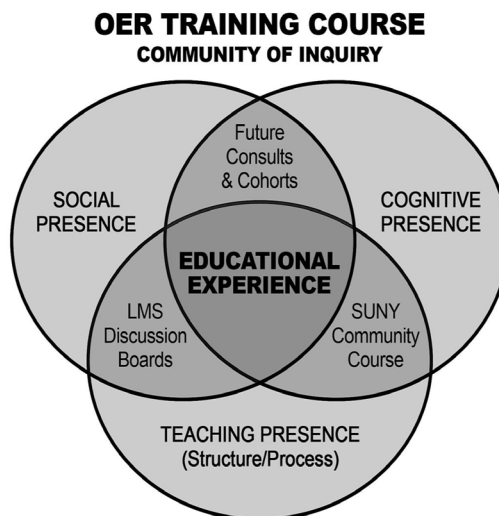 OER TRAINING COURSE
COMMUNITY OF INQUIRY
Future
Consults
& Cohorts
SOCIAL
PRESENCE
COGNITIVE
PRESENCE
EDUCATIONAL
EXPERIENCE
LMS
Discussion
Boards
SUNY
Community
Course
TEACHING PRESENCE
(Structure/Process)